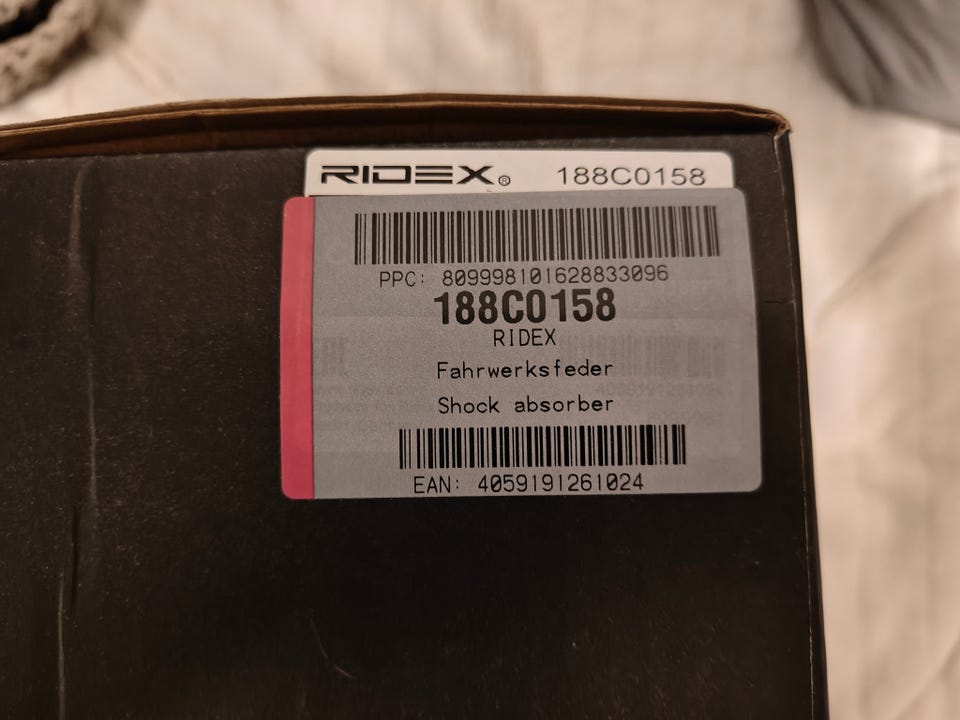 RIDEX® 188C0158
PPC: 809998101628833096
188C0158
RIDEX
Fahrwerksfeder
Shock absorber
EAN: 4059191261024